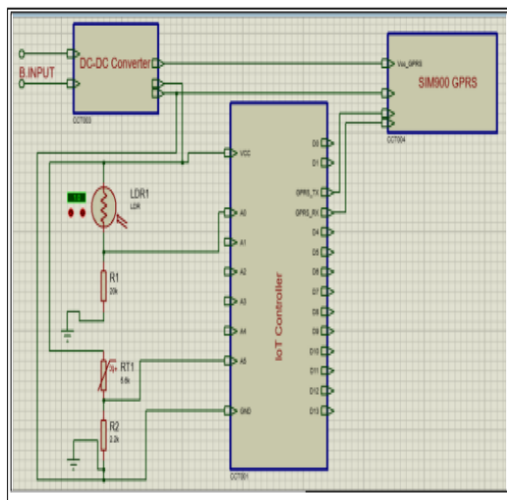 B.INPUT
DC-DC Converter
CCT003
Vcc_GPRS
SIM900 GPRS
CCT004
LDR1
LDR
R1
20k
RT1
R2
2.2k
VCC
A0
A1
A2
A3
A4
A5
GND
IoT Controller
D0
D1
GPRS_TX
GPRS_RX
D4
D5
D6
D7
D8
D9
D10
D11
D12
D13
CCT001